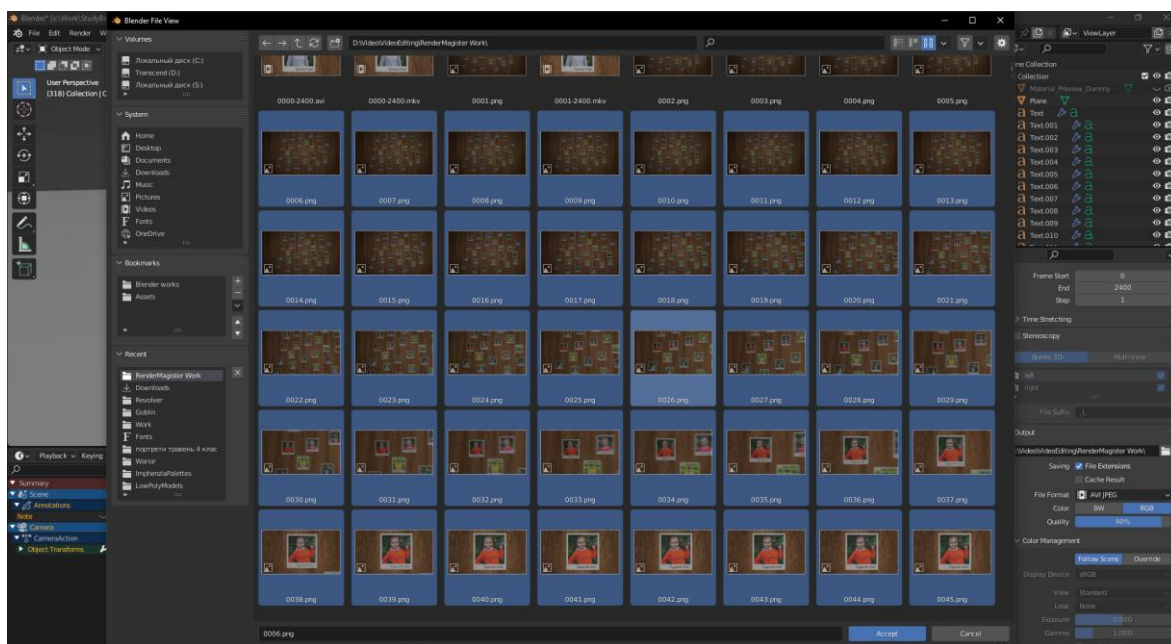 Blender* [s:\Work\StudyBl
Blender File View
File Edit Render W
Volumes
D:\Video\VideoEditing\RenderMagister Work\
ViewLayer
Object Mode
Локальный диск (C:)
Transcend (D:)
Локальный диск (S:)
User Perspective
(318) Collection | C
System
Home
Desktop
Documents
Downloads
Music
Pictures
Videos
Fonts
OneDrive
Bookmarks
Blender works
Assets
Recent
RenderMagister Work
Downloads
Revolver
Goblin
Work
Fonts
портрети травень 4 клас
Warior
ImphenziaPalettes
LowPolyModels
0000-2400.avi 0000-2400.mkv 0001.png 0001-2400.mkv 0002.png 0003.png 0004.png 0005.png
0006.png 0007.png 0008.png 0009.png 0010.png 0011.png 0012.png 0013.png
0014.png 0015.png 0016.png 0017.png 0018.png 0019.png 0020.png 0021.png
0022.png 0023.png 0024.png 0025.png 0026.png 0027.png 0028.png 0029.png
0030.png 0031.png 0032.png 0033.png 0034.png 0035.png 0036.png 0037.png
0038.png 0039.png 0040.png 0041.png 0042.png 0043.png 0044.png 0045.png
0006.png
Accept Cancel
Playback Keying
Summary
Scene
Annotations
Note
Camera
CameraAction
Object Transforms
ne Collection
Collection
Material_Preview_Dummy
Plane
Text
Text.001
Text.002
Text.003
Text.004
Text.005
Text.006
Text.007
Text.008
Text.009
Text.010
Frame Start 0
End 2400
Step 1
Time Stretching
Stereoscopy
Stereo 3D Multi-View
left
right
File Suffix _L
Output
\Video\VideoEditing\RenderMagister Work\
Saving File Extensions
Cache Result
File Format AVI JPEG
Color BW RGB
Quality 90%
Color Management
Follow Scene Override
Display Device sRGB
View Standard
Look None
Exposure 0.000
Gamma 1.000